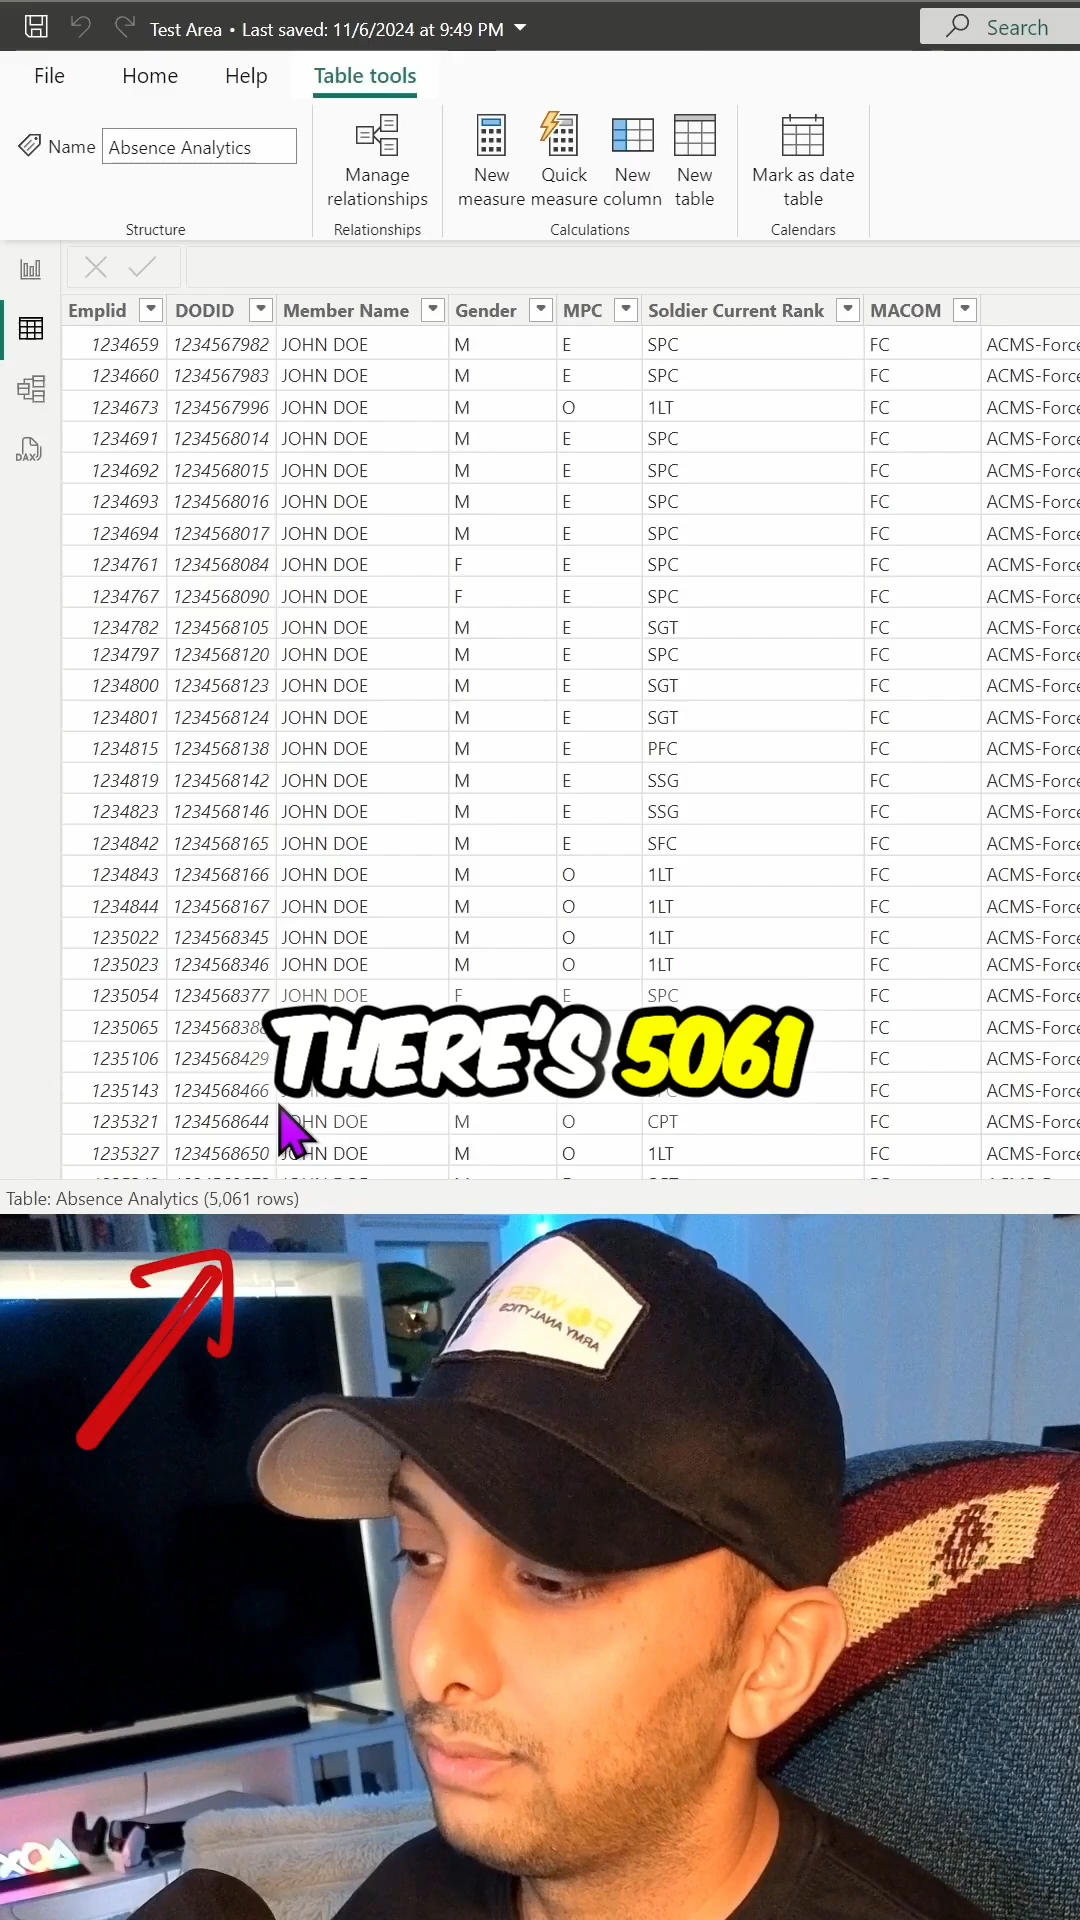 Test Area • Last saved: 11/6/2024 at 9:49 PM
Search
File Home Help Table tools
Name Absence Analytics
Manage relationships
New measure
Quick measure
New column
New table
Mark as date table
Structure Relationships Calculations Calendars
DAX
Emplid DODID Member Name Gender MPC Soldier Current Rank MACOM
1234659 1234567982 JOHN DOE M E SPC FC ACMS-Force
1234660 1234567983 JOHN DOE M E SPC FC ACMS-Force
1234673 1234567996 JOHN DOE M O 1LT FC ACMS-Force
1234691 1234568014 JOHN DOE M E SPC FC ACMS-Force
1234692 1234568015 JOHN DOE M E SPC FC ACMS-Force
1234693 1234568016 JOHN DOE M E SPC FC ACMS-Force
1234694 1234568017 JOHN DOE M E SPC FC ACMS-Force
1234761 1234568084 JOHN DOE F E SPC FC ACMS-Force
1234767 1234568090 JOHN DOE F E SPC FC ACMS-Force
1234782 1234568105 JOHN DOE M E SGT FC ACMS-Force
1234797 1234568120 JOHN DOE M E SPC FC ACMS-Force
1234800 1234568123 JOHN DOE M E SGT FC ACMS-Force
1234801 1234568124 JOHN DOE M E SGT FC ACMS-Force
1234815 1234568138 JOHN DOE M E PFC FC ACMS-Force
1234819 1234568142 JOHN DOE M E SSG FC ACMS-Force
1234823 1234568146 JOHN DOE M E SSG FC ACMS-Force
1234842 1234568165 JOHN DOE M E SFC FC ACMS-Force
1234843 1234568166 JOHN DOE M O 1LT FC ACMS-Force
1234844 1234568167 JOHN DOE M O 1LT FC ACMS-Force
1235022 1234568345 JOHN DOE M O 1LT FC ACMS-Force
1235023 1234568346 JOHN DOE M O 1LT FC ACMS-Force
1235054 1234568377 JOHN DOE F E SPC FC ACMS-Force
1235065 FC ACMS-Force
1235106 1234568429 FC ACMS-Force
1235143 1234568466 FC ACMS-Force
1235321 1234568644 JOHN DOE M O CPT FC ACMS-Force
1235327 1234568650 JOHN DOE M O 1LT FC ACMS-Force
THERE'S 5061
Table: Absence Analytics (5,061 rows)
ARMY ANALYTICS